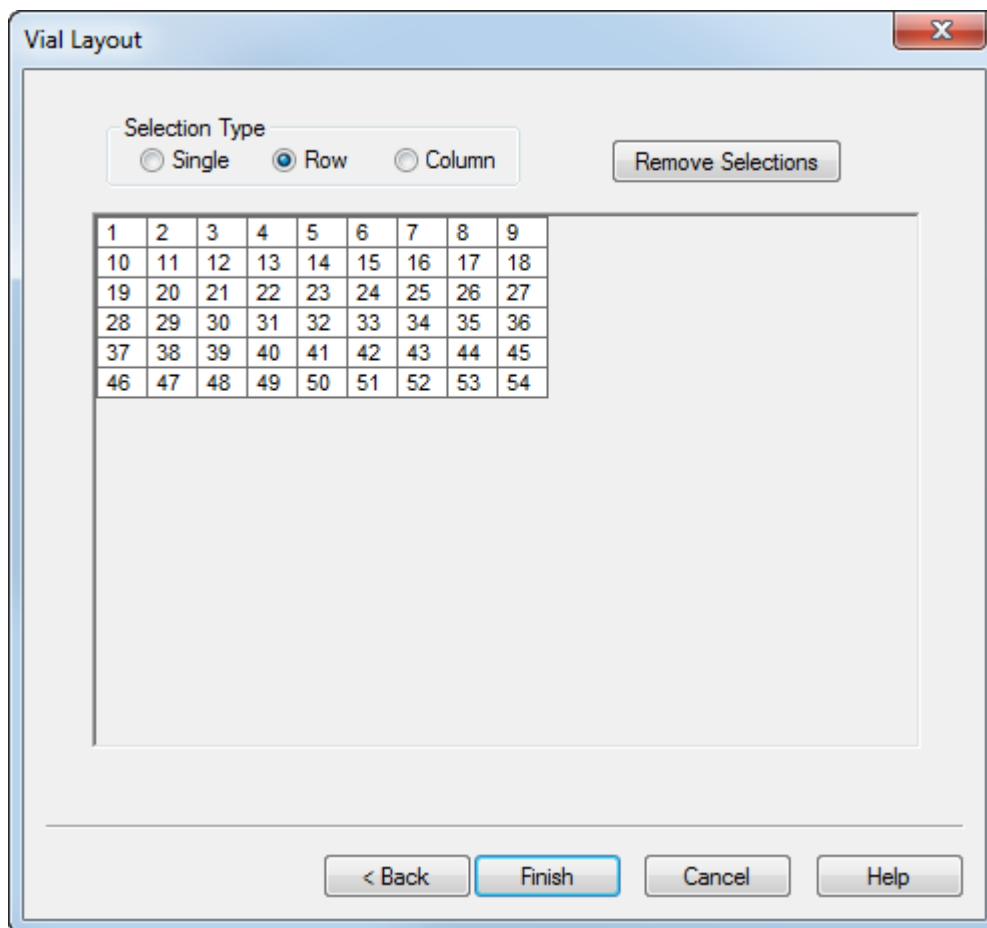 Vial Layout
x
Selection Type
Single Row Column
Remove Selections
1 2 3 4 5 6 7 8 9
10 11 12 13 14 15 16 17 18
19 20 21 22 23 24 25 26 27
28 29 30 31 32 33 34 35 36
37 38 39 40 41 42 43 44 45
46 47 48 49 50 51 52 53 54
< Back Finish Cancel Help